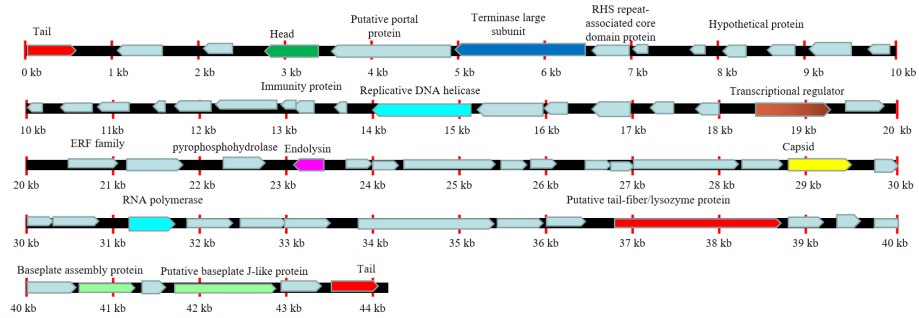 Tail
Head
Putative portal
protein
Terminase large
subunit
RHS repeat-
associated core
domain protein
Hypothetical protein
0 kb 1 kb 2 kb 3 kb 4 kb 5 kb 6 kb 7 kb 8 kb 9 kb 10 kb
Immunity protein
Replicative DNA helicase
Transcriptional regulator
10 kb 11kb 12 kb 13 kb 14 kb 15 kb 16 kb 17 kb 18 kb 19 kb 20 kb
ERF family
pyrophosphohydrolase
Endolysin
Capsid
20 kb 21 kb 22 kb 23 kb 24 kb 25 kb 26 kb 27 kb 28 kb 29 kb 30 kb
RNA polymerase
Putative tail-fiber/lysozyme protein
30 kb 31 kb 32 kb 33 kb 34 kb 35 kb 36 kb 37 kb 38 kb 39 kb 40 kb
Baseplate assembly protein
Putative baseplate J-like protein
Tail
40 kb 41 kb 42 kb 43 kb 44 kb